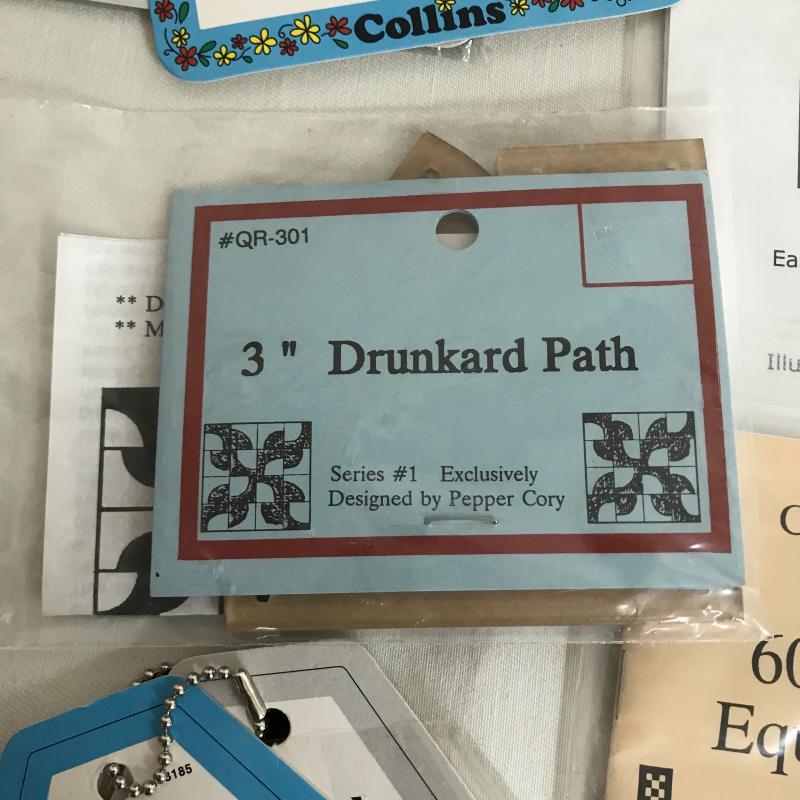 Collins
#QR-301
** D
** M
3 " Drunkard Path
Series #1 Exclusively
Designed by Pepper Cory
Ea
Illu
C
60
Equ
3185